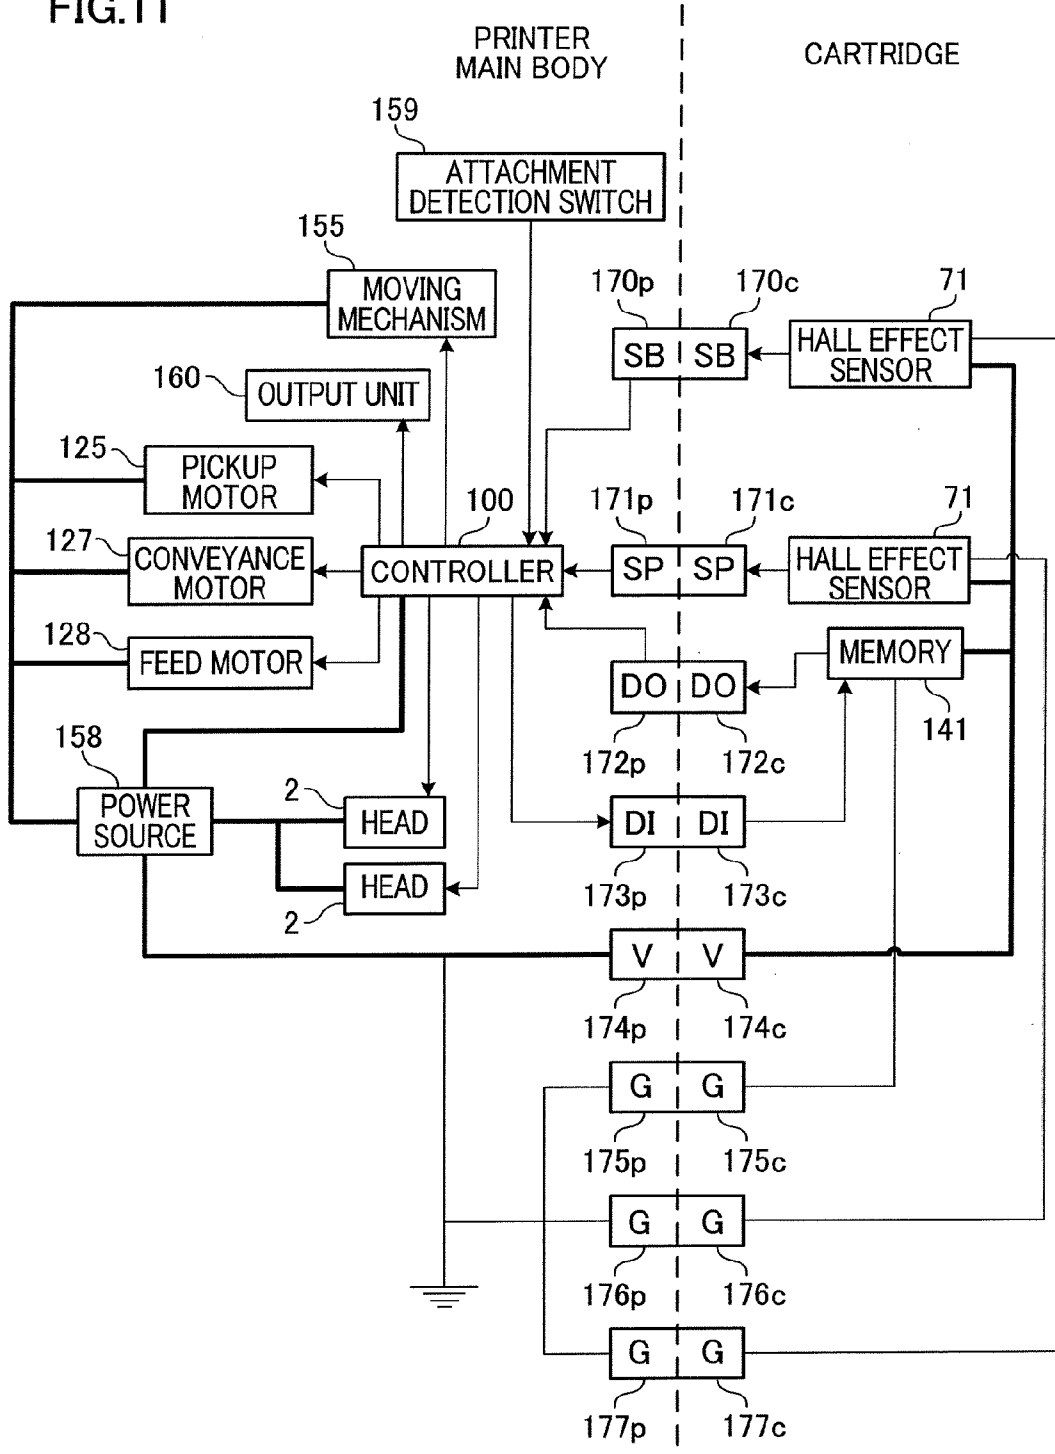 FIG.11
PRINTER
MAIN BODY
CARTRIDGE
159
ATTACHMENT
DETECTION SWITCH
155
MOVING
MECHANISM
170p
170c
71
SB
SB
HALL EFFECT
SENSOR
160
OUTPUT UNIT
125
PICKUP
MOTOR
100
171p
171c
71
127
CONVEYANCE
MOTOR
CONTROLLER
SP
SP
HALL EFFECT
SENSOR
128
FEED MOTOR
MEMORY
141
DO
DO
172p
172c
158
POWER
SOURCE
2
HEAD
DI
DI
173p
173c
HEAD
2
V
V
174p
174c
G
G
175p
175c
G
G
176p
176c
G
G
177p
177c